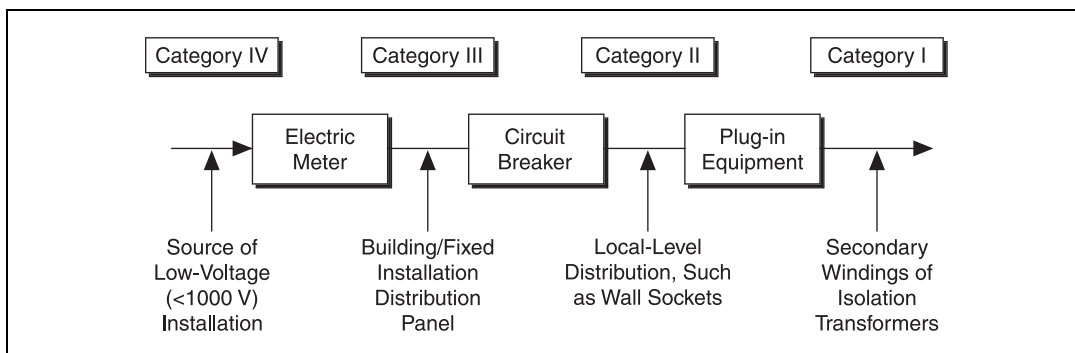 Category IV
Category III
Category II
Category I
Electric
Meter
Circuit
Breaker
Plug-in
Equipment
Source of
Low-Voltage
(<1000 V)
Installation
Building/Fixed
Installation
Distribution
Panel
Local-Level
Distribution, Such
as Wall Sockets
Secondary
Windings of
Isolation
Transformers